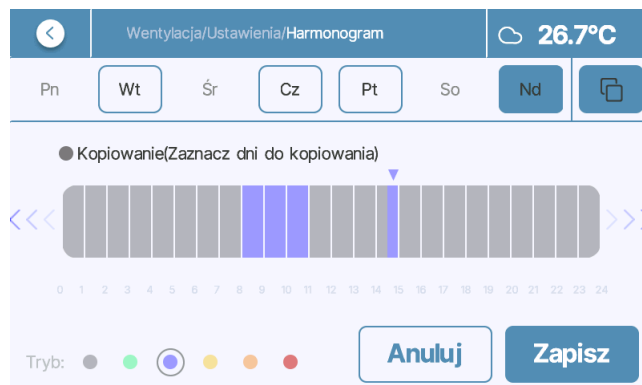 Wentylacja/Ustawienia/Harmonogram 26.7°C
Pn Wt Śr Cz Pt So Nd
Kopiowanie(Zaznacz dni do kopiowania)
0 1 2 3 4 5 6 7 8 9 10 11 12 13 14 15 16 17 18 19 20 21 22 23 24
Tryb: Anuluj Zapisz